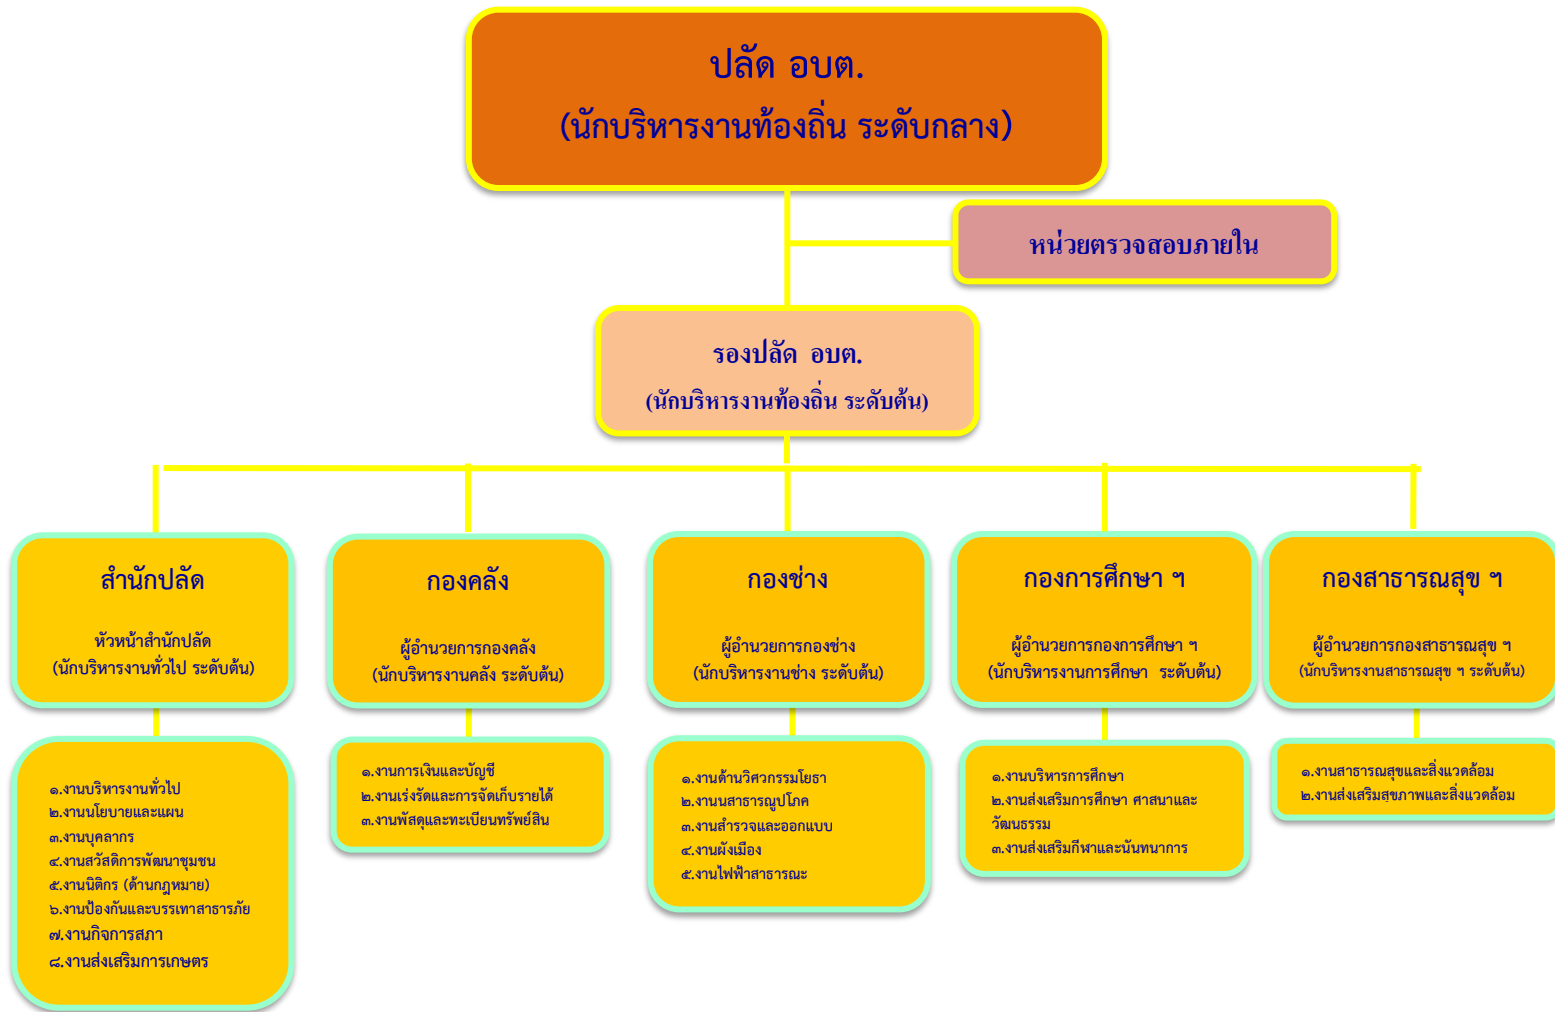 ปลัด อบต.
(นักบริหารงานท้องถิ่น ระดับกลาง)
หน่วยตรวจสอบภายใน
รองปลัด อบต.
(นักบริหารงานท้องถิ่น ระดับต้น)
สำนักปลัด
หัวหน้าสำนักปลัด
(นักบริหารงานทั่วไป ระดับต้น)
กองคลัง
ผู้อำนวยการกองคลัง
(นักบริหารงานคลัง ระดับต้น)
กองช่าง
ผู้อำนวยการกองช่าง
(นักบริหารงานช่าง ระดับต้น)
กองการศึกษา ฯ
ผู้อำนวยการกองการศึกษา ฯ
(นักบริหารงานการศึกษา ระดับต้น)
กองสาธารณสุข ฯ
ผู้อำนวยการกองสาธารณสุข ฯ
(นักบริหารงานสาธารณสุข ฯ ระดับต้น)
๑.งานบริหารงานทั่วไป
๒.งานนโยบายและแผน
๓.งานบุคลากร
๔.งานสวัสดิการพัฒนาชุมชน
๕.งานนิติกร (ด้านกฎหมาย)
๖.งานป้องกันและบรรเทาสาธารภัย
๗.งานกิจการสภา
๘.งานส่งเสริมการเกษตร
๑.งานการเงินและบัญชี
๒.งานเร่งรัดและการจัดเก็บรายได้
๓.งานพัสดุและทะเบียนทรัพย์สิน
๑.งานด้านวิศวกรรมโยธา
๒.งานนสาธารณูปโภค
๓.งานสำรวจและออกแบบ
๔.งานผังเมือง
๕.งานไฟฟ้าสาธารณะ
๑.งานบริหารการศึกษา
๒.งานส่งเสริมการศึกษา ศาสนาและ
วัฒนธรรม
๓.งานส่งเสริมกีฬาและนันทนาการ
๑.งานสาธารณสุขและสิ่งแวดล้อม
๒.งานส่งเสริมสุขภาพและสิ่งแวดล้อม